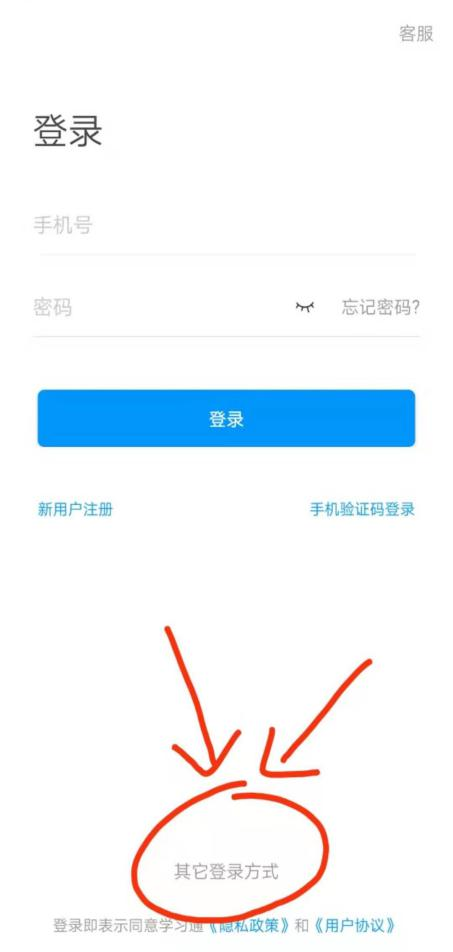 客服
登录
手机号
密码 忘记密码?
登录
新用户注册 手机验证码登录
其它登录方式
登录即表示同意学习通《隐私政策》和《用户协议》